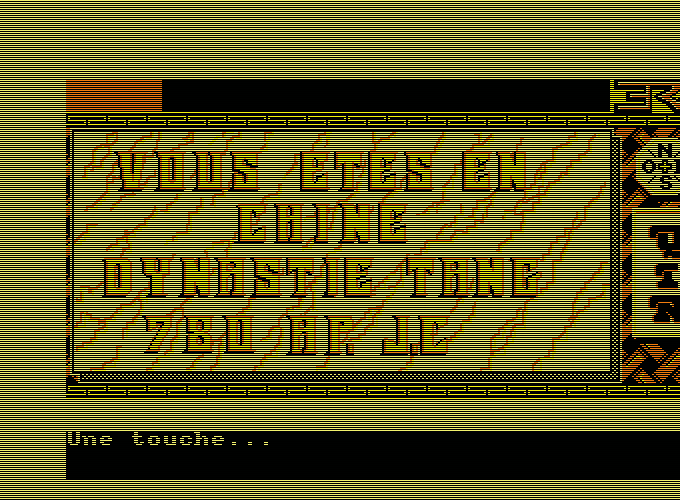 VOUS ETES EN
CHINE
DYNASTIE TANG
780 AP. J.C
N
O
S
Une touche...